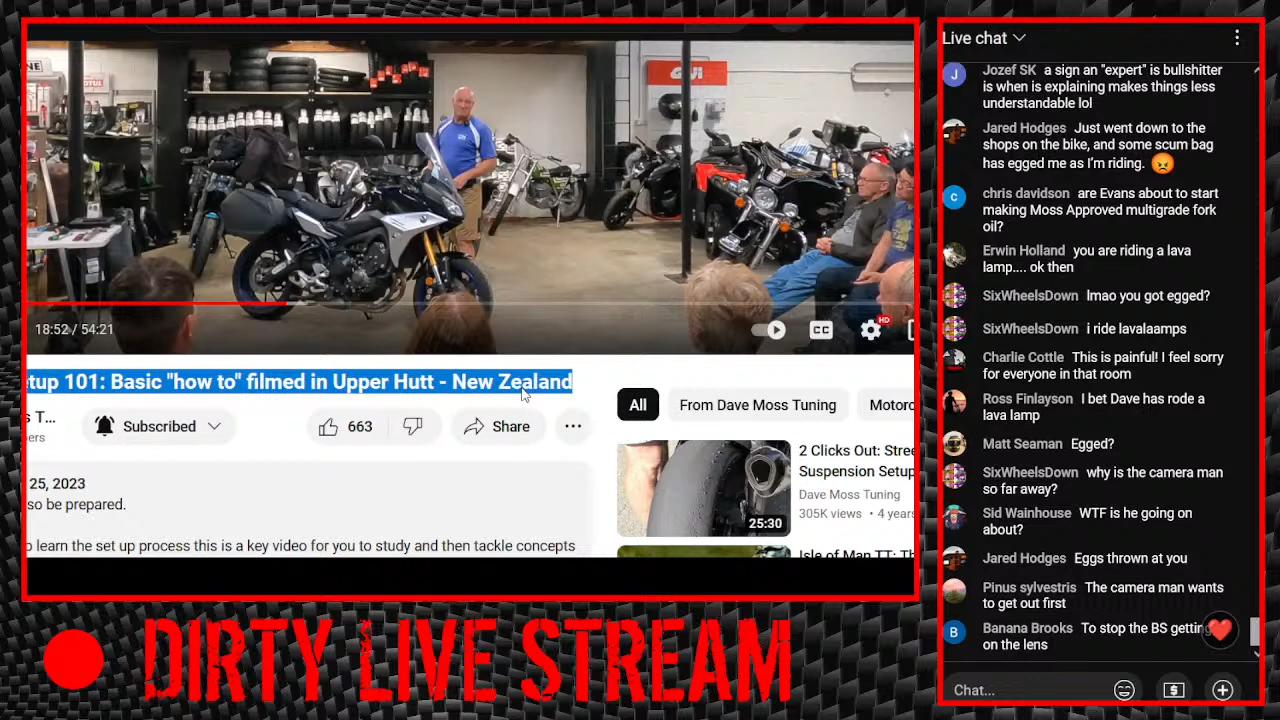 18:52 / 54:21
CC
HD
tup 101: Basic "how to" filmed in Upper Hutt - New Zealand
s T...
ers
Subscribed
663
Share
25, 2023
so be prepared.
o learn the set up process this is a key video for you to study and then tackle concepts
All
From Dave Moss Tuning
Motorc
25:30
2 Clicks Out: Stree
Suspension Setup
Dave Moss Tuning
305K views • 4 years
Isle of Man TT: Th
DIRTY LIVE STREAM
Live chat
J
Jozef SK a sign an "expert" is bullshitter
is when is explaining makes things less
understandable lol
Jared Hodges Just went down to the
shops on the bike, and some scum bag
has egged me as I'm riding. 😡
C
chris davidson are Evans about to start
making Moss Approved multigrade fork
oil?
Erwin Holland you are riding a lava
lamp.... ok then
SixWheelsDown lmao you got egged?
SixWheelsDown i ride lavalaamps
Charlie Cottle This is painful! I feel sorry
for everyone in that room
Ross Finlayson I bet Dave has rode a
lava lamp
Matt Seaman Egged?
SixWheelsDown why is the camera man
so far away?
Sid Wainhouse WTF is he going on
about?
Jared Hodges Eggs thrown at you
Pinus sylvestris The camera man wants
to get out first
B
Banana Brooks To stop the BS getting
on the lens
Chat...